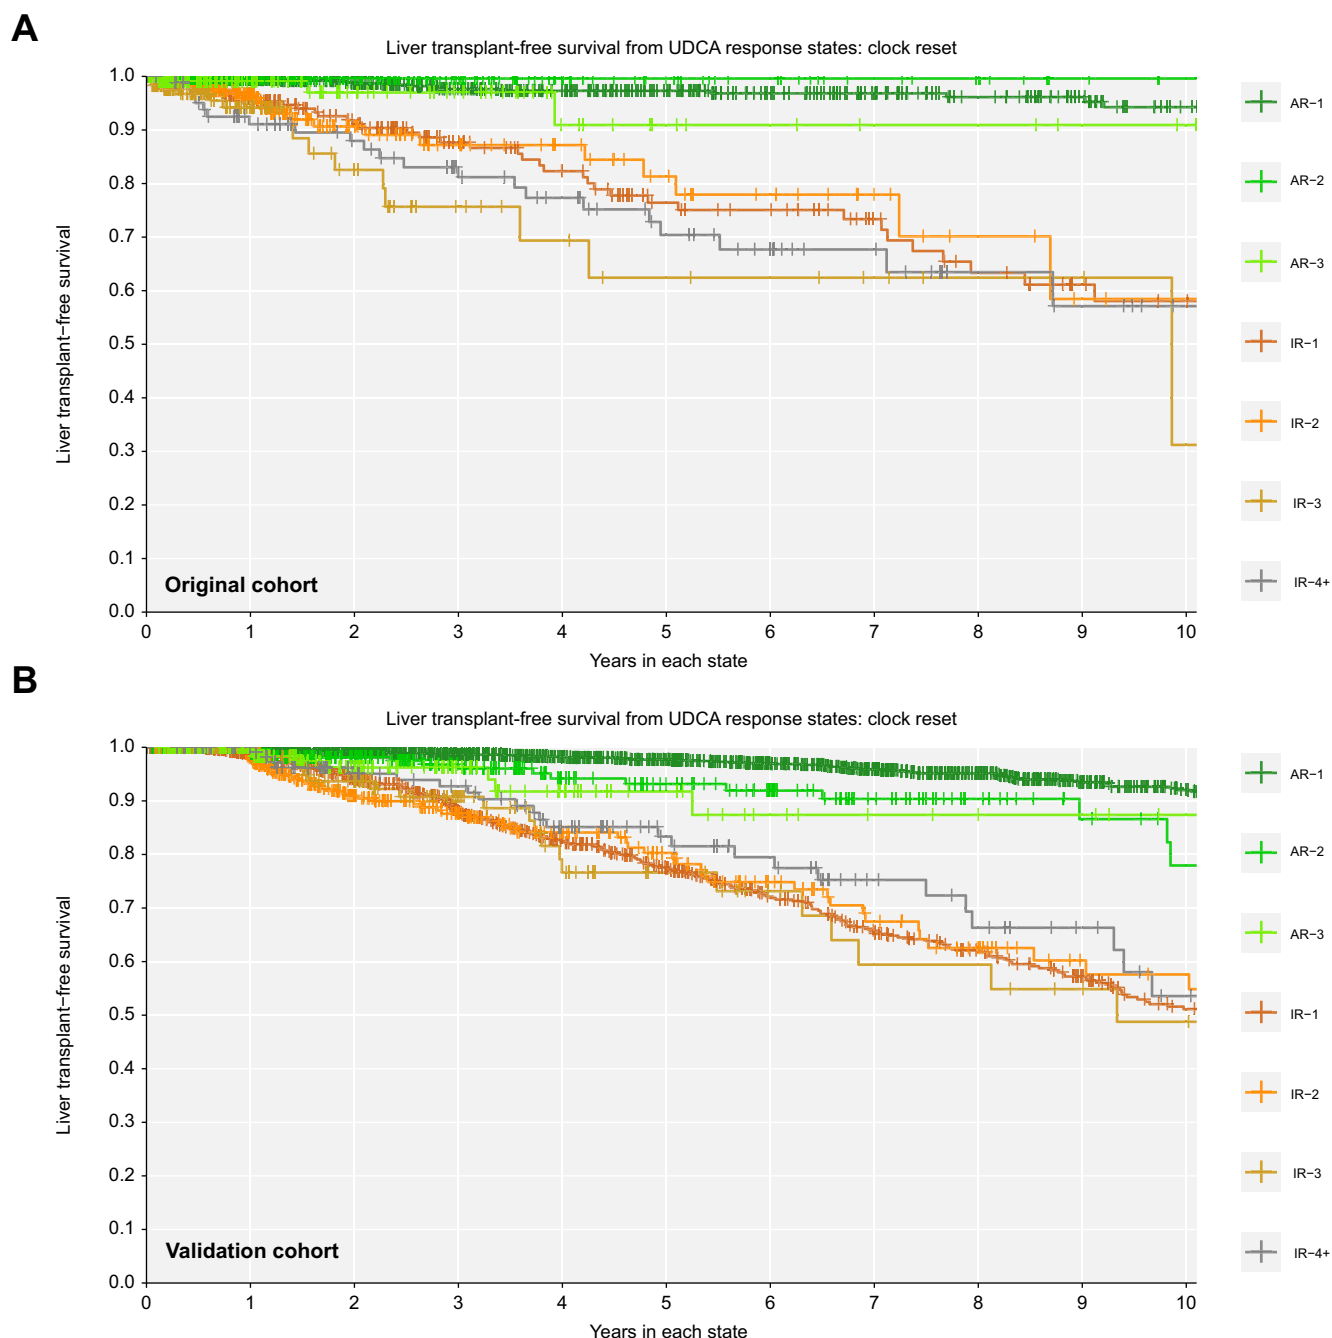 A
Liver transplant-free survival from UDCA response states: clock reset
Liver transplant−free survival
1.0
0.9
0.8
0.7
0.6
0.5
0.4
0.3
0.2
0.1
0.0
Original cohort
0 1 2 3 4 5 6 7 8 9 10
Years in each state
AR−1
AR−2
AR−3
IR−1
IR−2
IR−3
IR−4+
B
Liver transplant-free survival from UDCA response states: clock reset
Liver transplant−free survival
1.0
0.9
0.8
0.7
0.6
0.5
0.4
0.3
0.2
0.1
0.0
Validation cohort
0 1 2 3 4 5 6 7 8 9 10
Years in each state
AR−1
AR−2
AR−3
IR−1
IR−2
IR−3
IR−4+